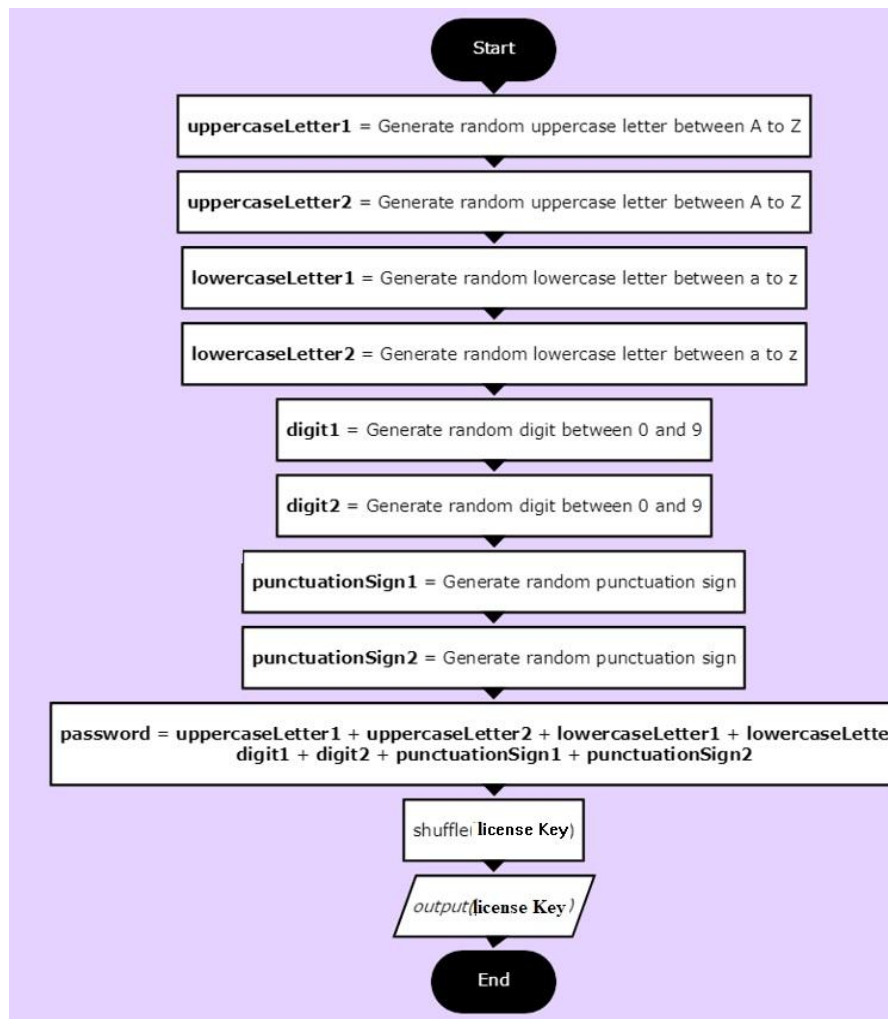 Start
uppercaseLetter1 = Generate random uppercase letter between A to Z
uppercaseLetter2 = Generate random uppercase letter between A to Z
lowercaseLetter1 = Generate random lowercase letter between a to z
lowercaseLetter2 = Generate random lowercase letter between a to z
digit1 = Generate random digit between 0 and 9
digit2 = Generate random digit between 0 and 9
punctuationSign1 = Generate random punctuation sign
punctuationSign2 = Generate random punctuation sign
password = uppercaseLetter1 + uppercaseLetter2 + lowercaseLetter1 + lowercaseLette
digit1 + digit2 + punctuationSign1 + punctuationSign2
shuffle(license Key)
output(license Key)
End